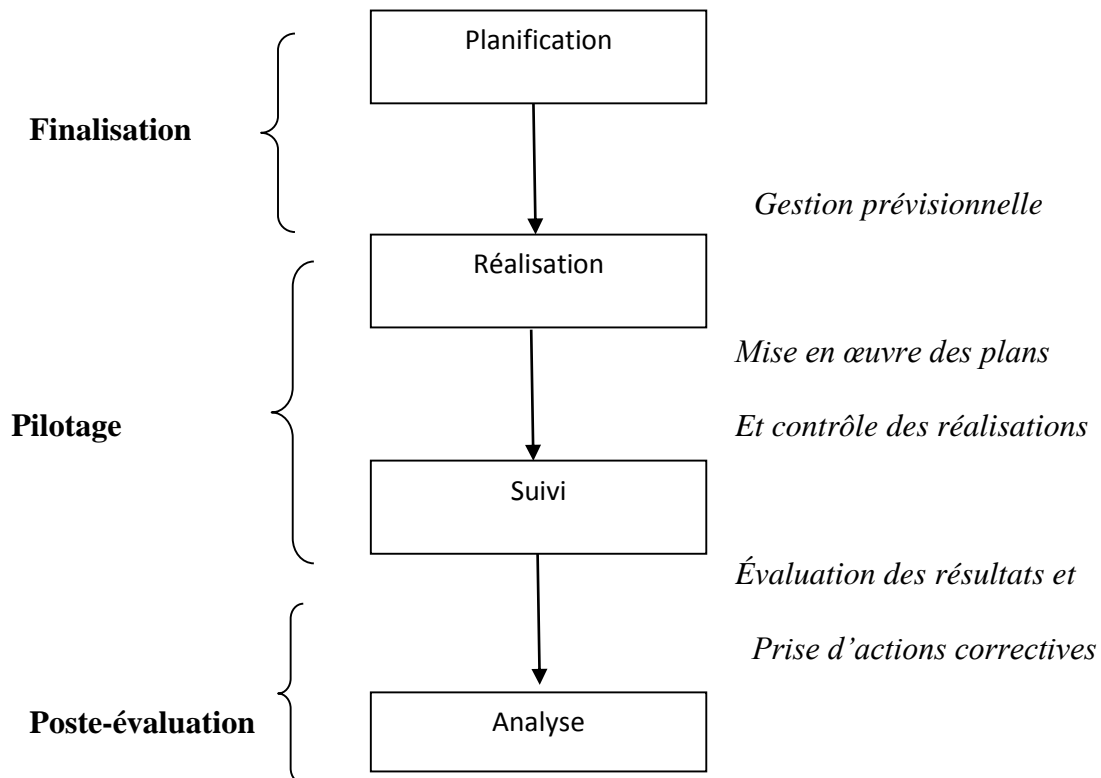 Planification
Finalisation
Gestion prévisionnelle
Réalisation
Mise en œuvre des plans
Pilotage
Et contrôle des réalisations
Suivi
Évaluation des résultats et
Prise d’actions correctives
Poste-évaluation
Analyse